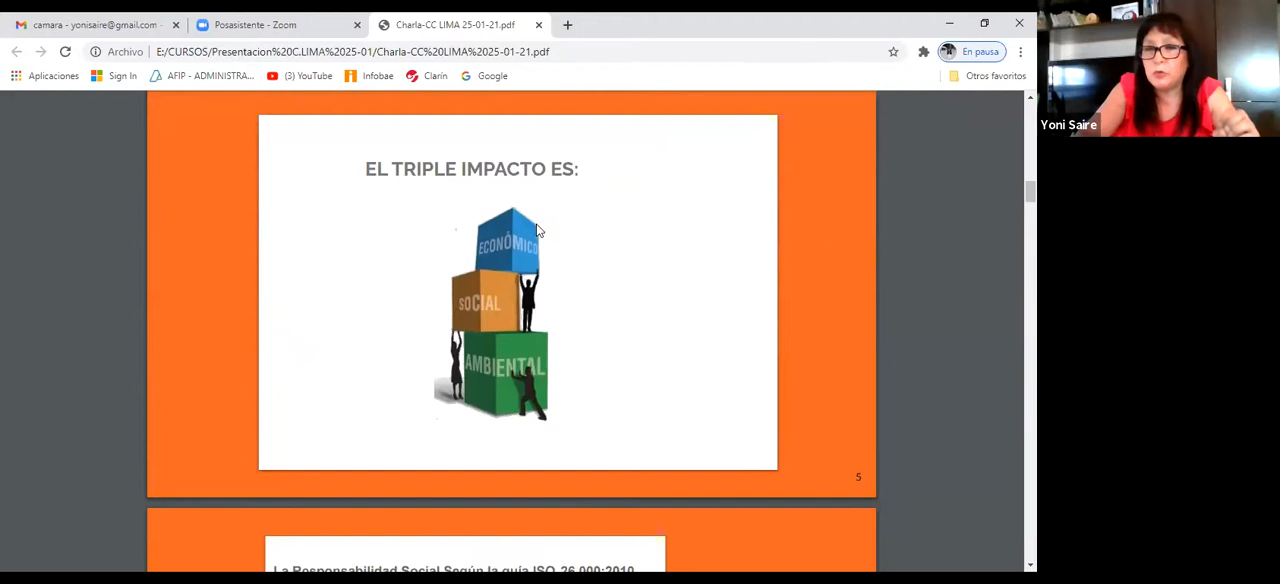 camara - yonisaire@gmail.com -
Posasistente - Zoom
Charla-CC LIMA 25-01-21.pdf
Archivo
E:/CURSOS/Presentacion%20C.LIMA%2025-01/Charla-CC%20LIMA%2025-01-21.pdf
En pausa
Aplicaciones
Sign In
AFIP - ADMINISTRA...
(3) YouTube
Infobae
Clarín
Google
Otros favoritos
Yoni Saire
EL TRIPLE IMPACTO ES:
ECONÓMICO
SOCIAL
AMBIENTAL
5
La Responsabilidad Social Según la guía ISO 26.000:2010